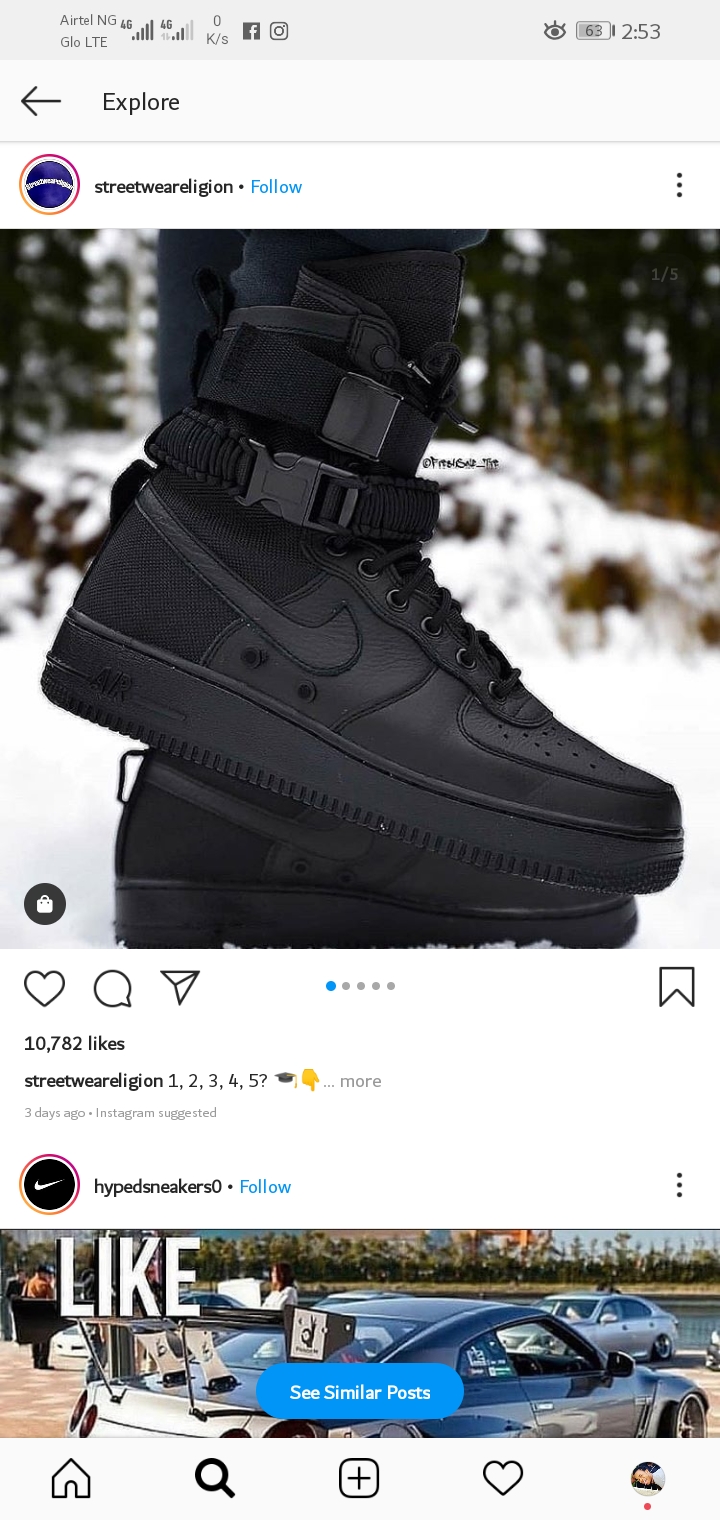 Airtel NG 4G 4G 0 63 2:53
Glo LTE K/s
Explore
streetweareligion • Follow
1/5
AIR
10,782 likes
streetweareligion 1, 2, 3, 4, 5? 🎓👇... more
3 days ago • Instagram suggested
hypedsneakers0 • Follow
LIKE
See Similar Posts